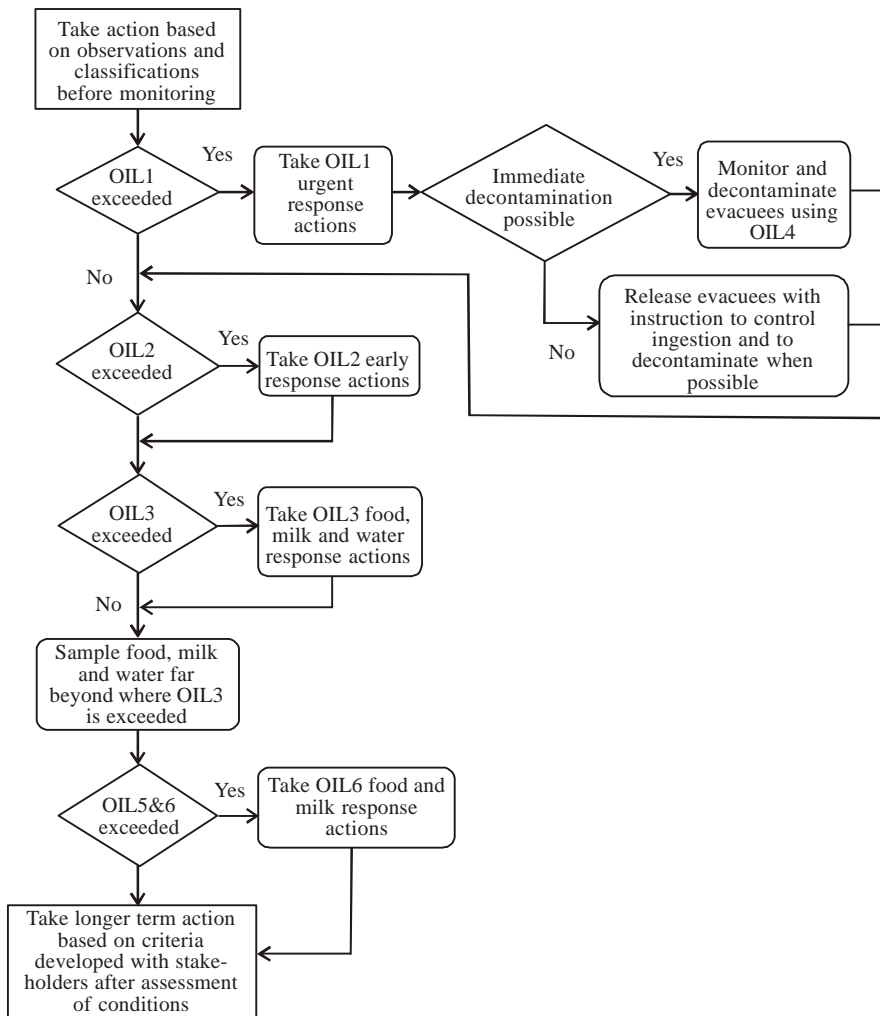 Take action based
on observations and
classifications
before monitoring
OIL1
exceeded
Yes
Take OIL1
urgent
response
actions
Immediate
decontamination
possible
Yes
Monitor and
decontaminate
evacuees using
OIL4
No
No
Release evacuees with
instruction to control
ingestion and to
decontaminate when
possible
OIL2
exceeded
Yes
Take OIL2 early
response actions
OIL3
exceeded
Yes
Take OIL3 food,
milk and water
response actions
No
Sample food, milk
and water far
beyond where OIL3
is exceeded
OIL5&6
exceeded
Yes
Take OIL6 food and
milk response
actions
Take longer term action
based on criteria
developed with stake-
holders after assessment
of conditions